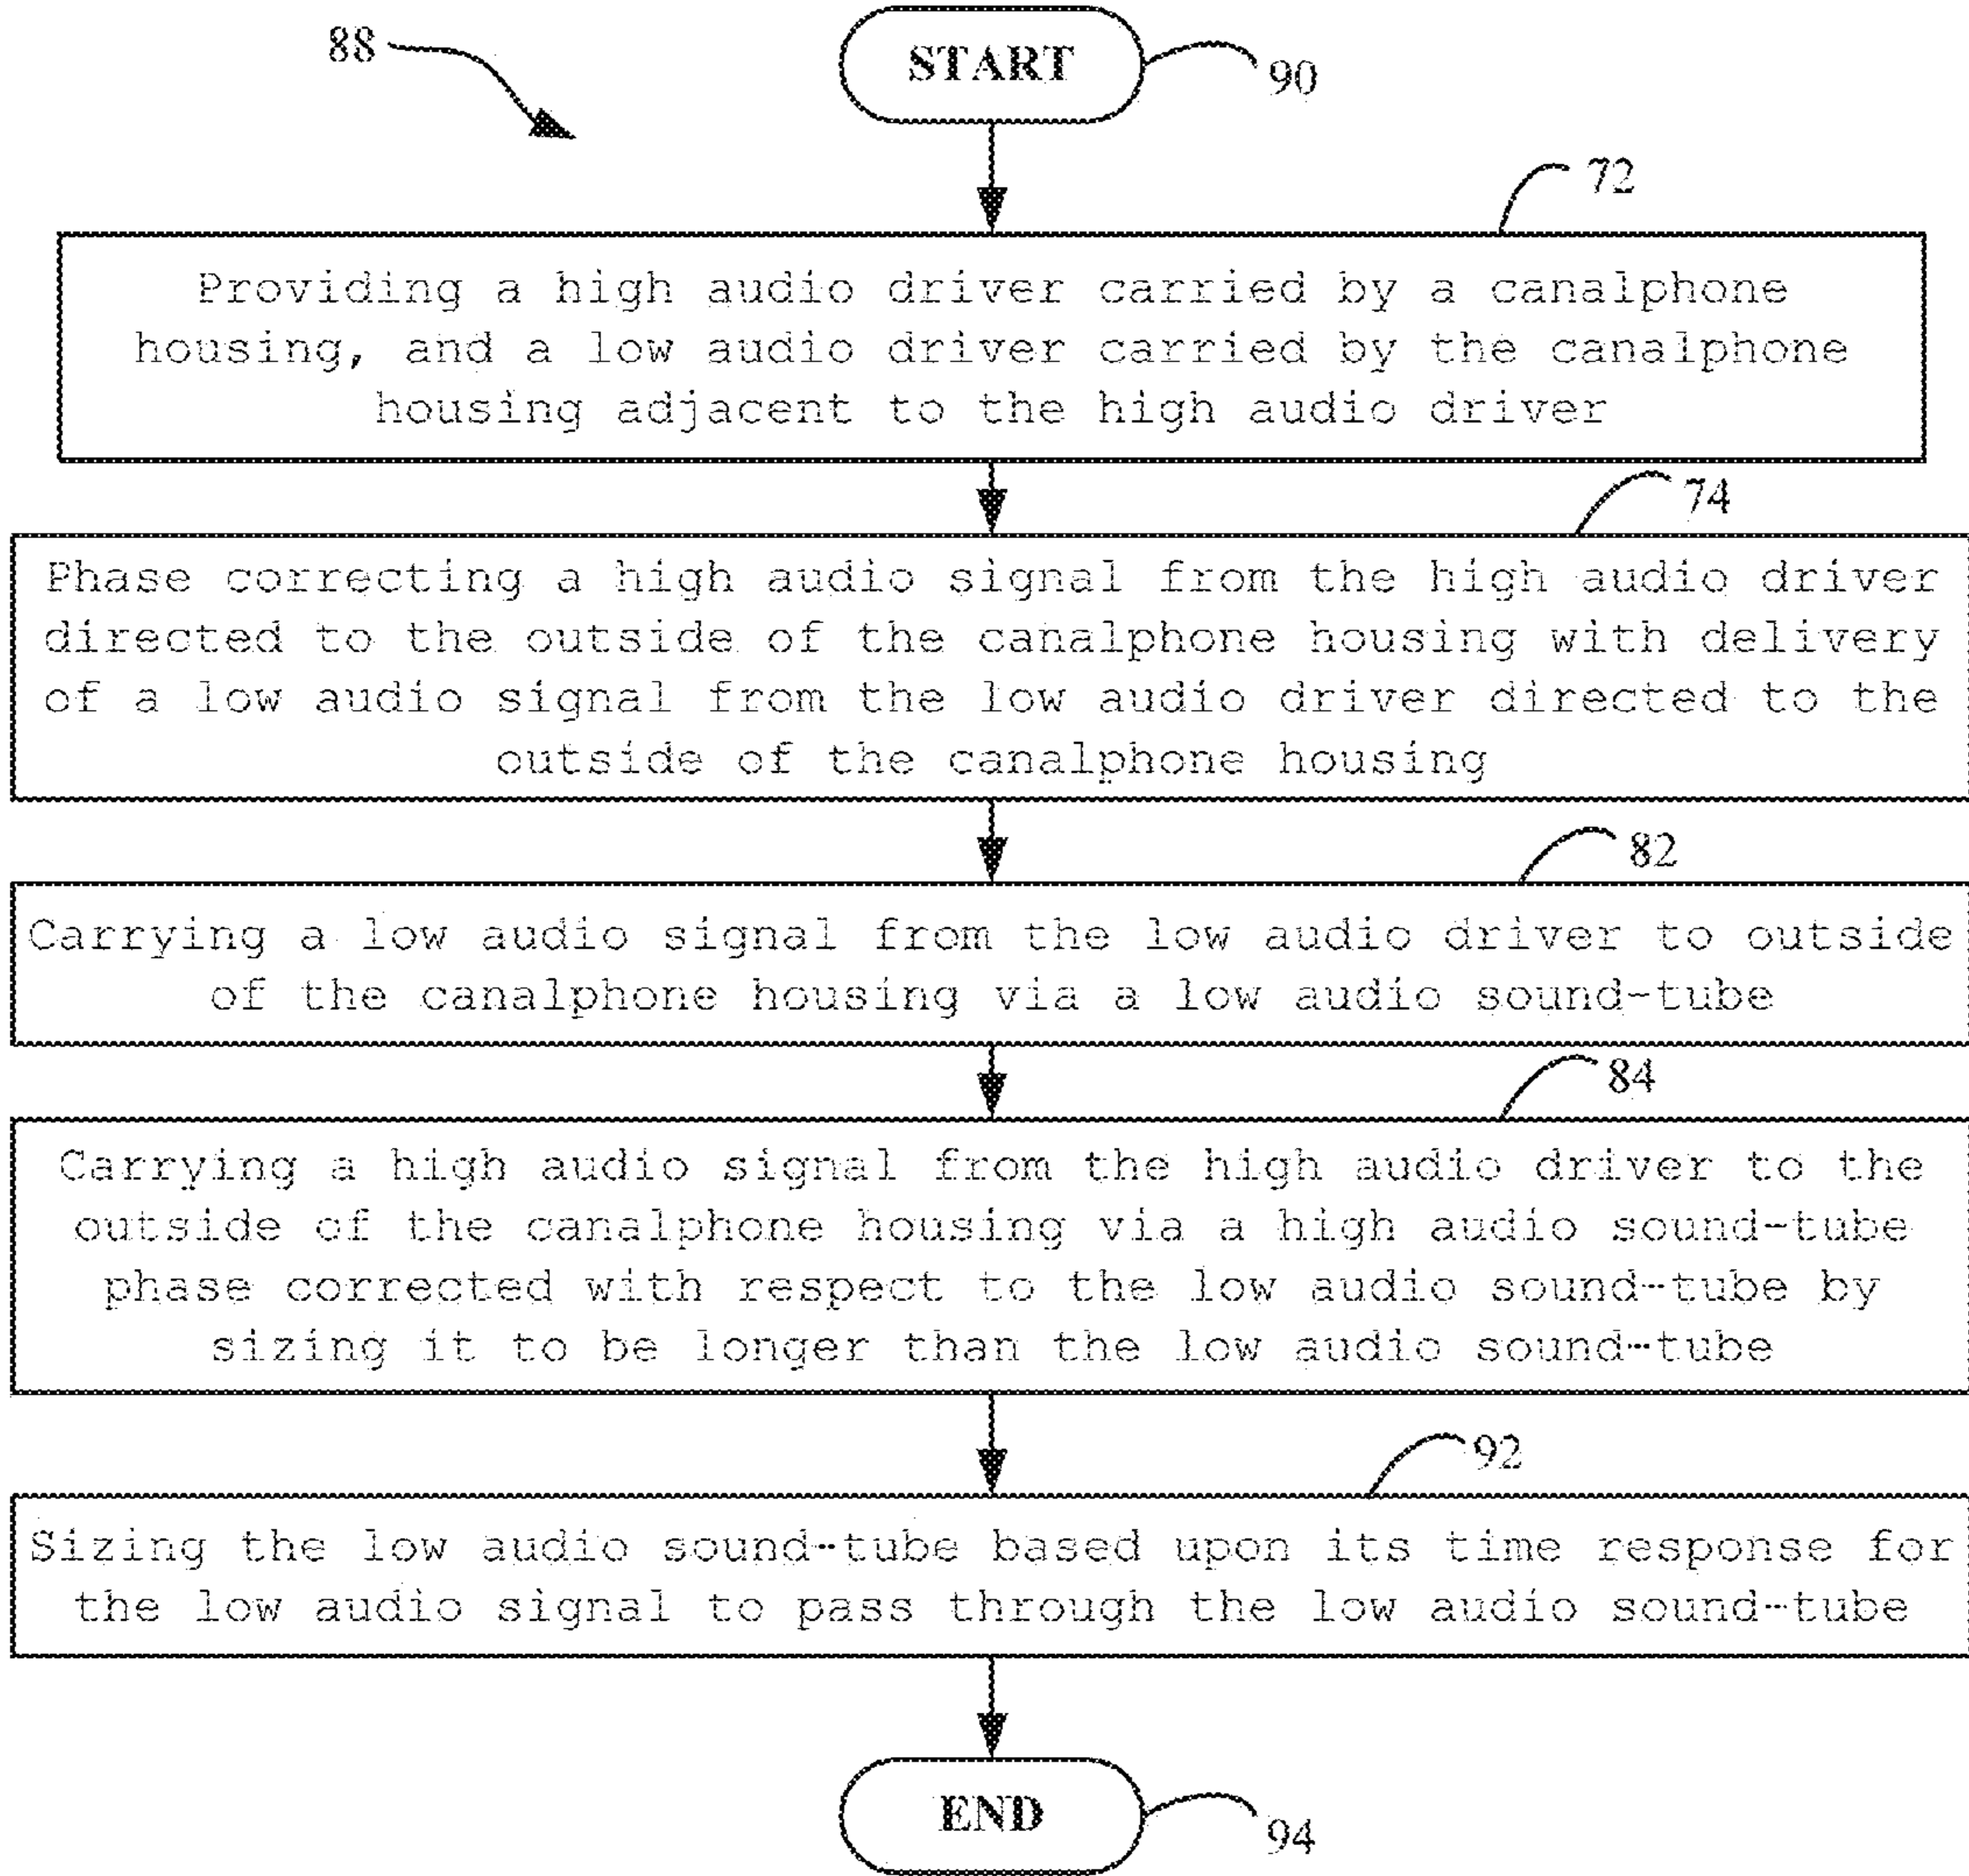 88
START
90
72
Providing a high audio driver carried by a canalphone
housing, and a low audio driver carried by the canalphone
housing adjacent to the high audio driver
74
Phase correcting a high audio signal from the high audio driver
directed to the outside of the canalphone housing with delivery
of a low audio signal from the low audio driver directed to the
outside of the canalphone housing
82
Carrying a low audio signal from the low audio driver to outside
of the canalphone housing via a low audio sound-tube
84
Carrying a high audio signal from the high audio driver to the
outside of the canalphone housing via a high audio sound-tube
phase corrected with respect to the low audio sound-tube by
sizing it to be longer than the low audio sound-tube
92
Sizing the low audio sound-tube based upon its time response for
the low audio signal to pass through the low audio sound-tube
END
94